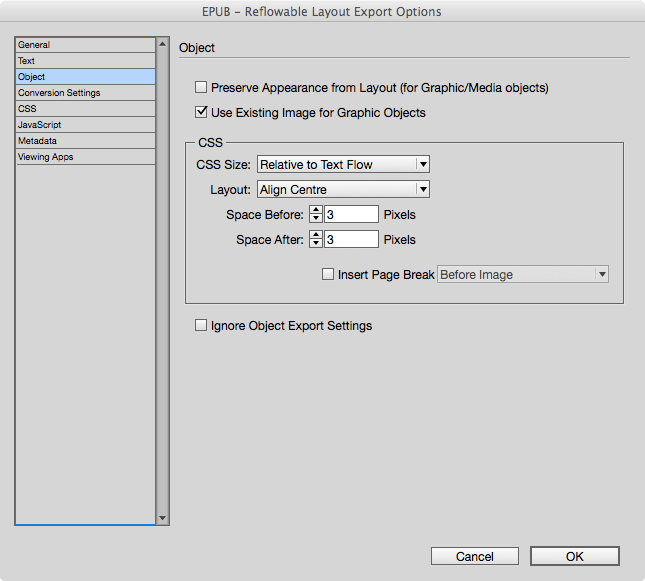 EPUB – Reflowable Layout Export Options
General
Text
Object
Conversion Settings
CSS
JavaScript
Metadata
Viewing Apps
Object
Preserve Appearance from Layout (for Graphic/Media objects)
Use Existing Image for Graphic Objects
CSS
CSS Size: Relative to Text Flow
Layout: Align Centre
Space Before: 3 Pixels
Space After: 3 Pixels
Insert Page Break Before Image
Ignore Object Export Settings
Cancel OK